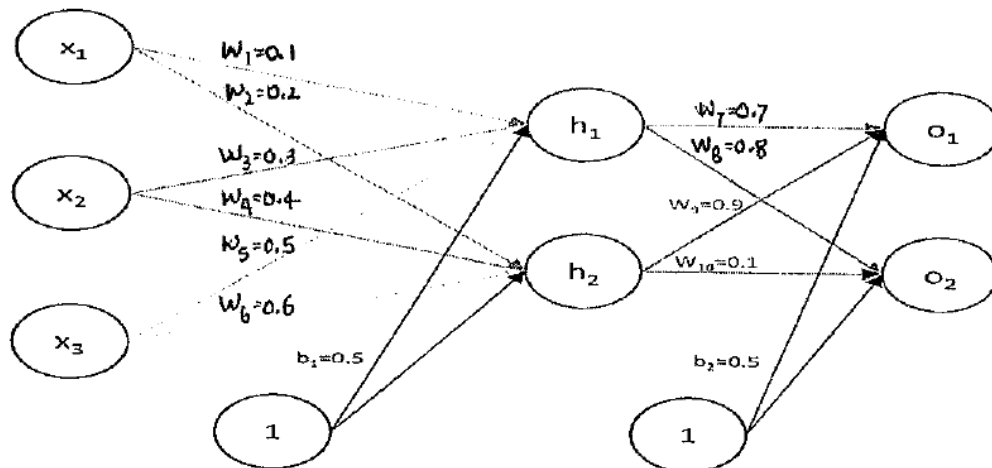 x₁
W₁=0.1
W₂=0.2
h₁
W₇=0.7
o₁
W₈=0.8
x₂
W₃=0.3
W₄=0.4
W₅=0.5
W₉=0.9
h₂
W₁₀=0.1
o₂
W₆=0.6
x₃
b₁=0.5
b₂=0.5
1
1